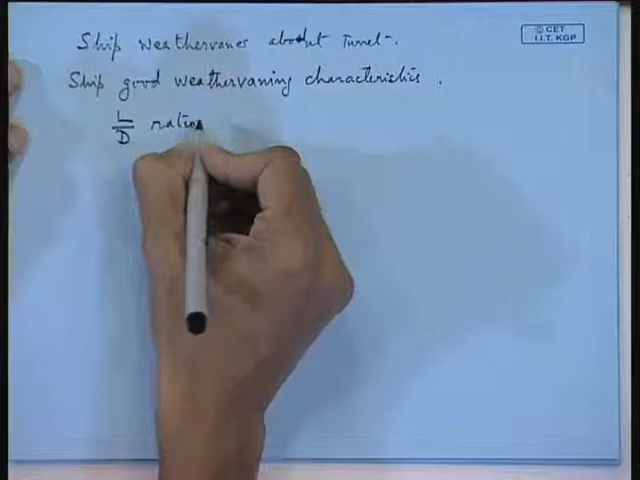 Ship weathervanes about Turret.
© CET
I.I.T. KGP
Ship good weathervaning characteristics.
L/D ratio